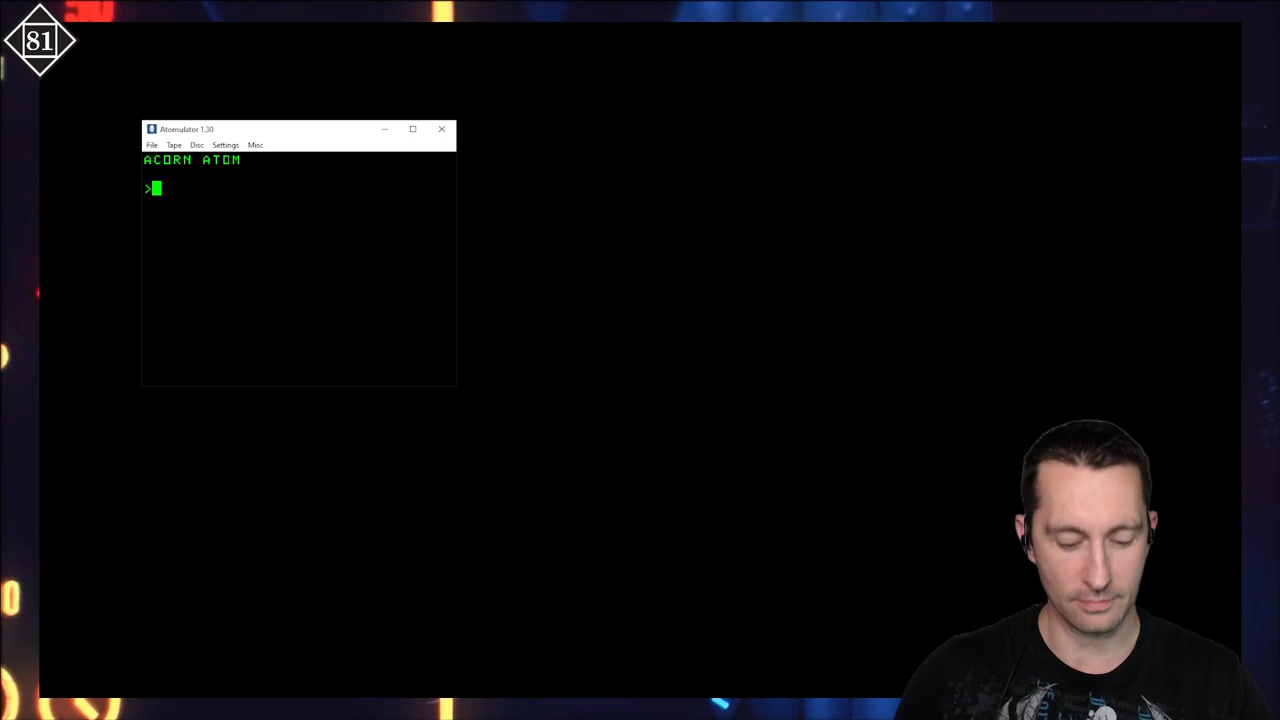 81
Atomulator 1.30
File Tape Disc Settings Misc
ACORN ATOM
>